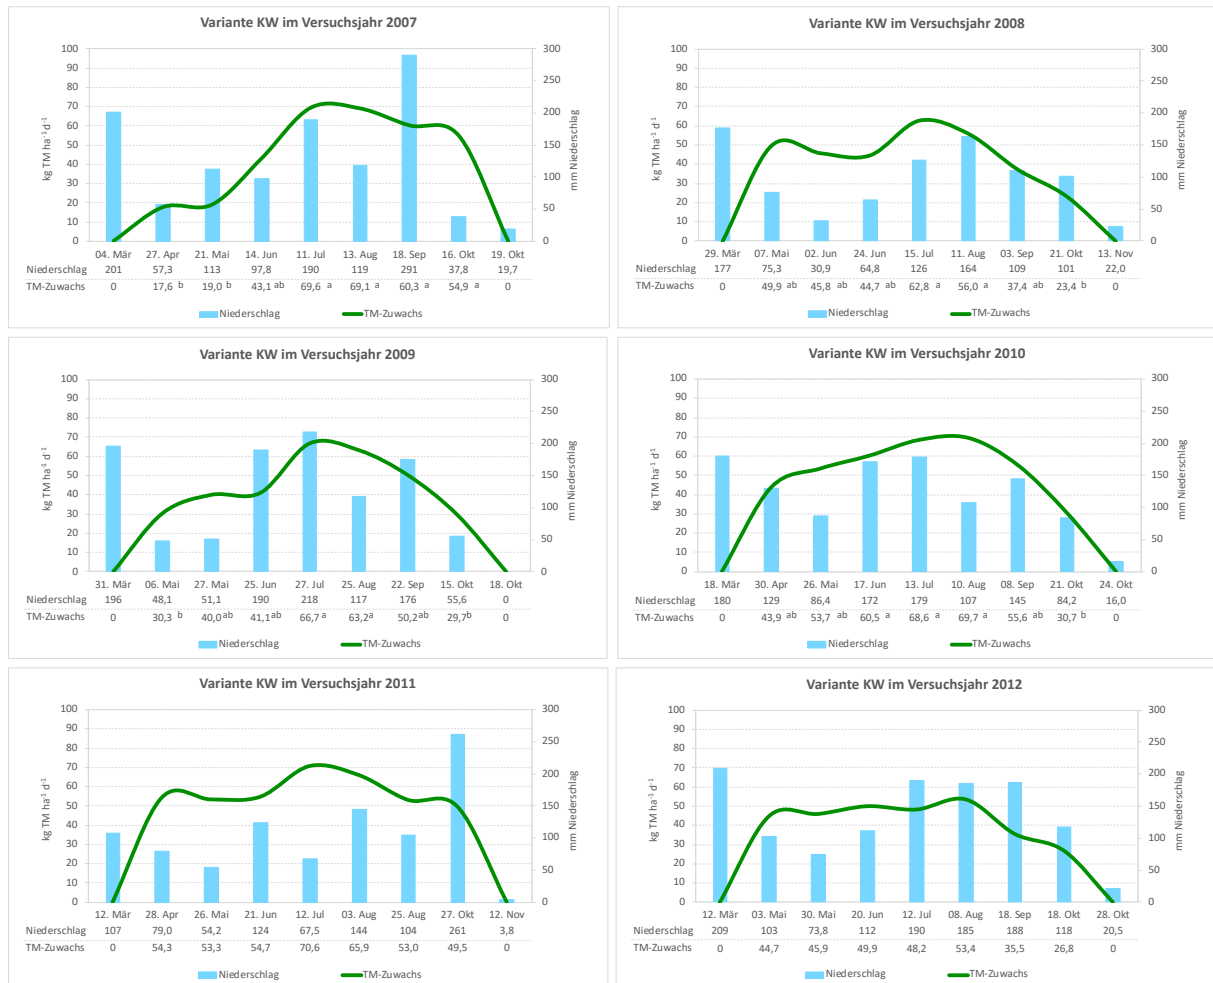 Variante KW im Versuchsjahr 2007
kg TM ha-1 d-1
100
90
80
70
60
50
40
30
20
10
0
300
250
200
150
100
50
0
mm Niederschlag
04. Mär 27. Apr 21. Mai 14. Jun 11. Jul 13. Aug 18. Sep 16. Okt 19. Okt
Niederschlag 201 57,3 113 97,8 190 119 291 37,8 19,7
TM-Zuwachs 0 17,6 b 19,0 b 43,1 ab 69,6 a 69,1 a 60,3 a 54,9 a 0
Niederschlag TM-Zuwachs
Variante KW im Versuchsjahr 2008
kg TM ha-1 d-1
100
90
80
70
60
50
40
30
20
10
0
300
250
200
150
100
50
0
mm Niederschlag
29. Mär 07. Mai 02. Jun 24. Jun 15. Jul 11. Aug 03. Sep 21. Okt 13. Nov
Niederschlag 177 75,3 30,9 64,8 126 164 109 101 22,0
TM-Zuwachs 0 49,9 ab 45,8 ab 44,7 ab 62,8 a 56,0 a 37,4 ab 23,4 b 0
Niederschlag TM-Zuwachs
Variante KW im Versuchsjahr 2009
kg TM ha-1 d-1
100
90
80
70
60
50
40
30
20
10
0
300
250
200
150
100
50
0
mm Niederschlag
31. Mär 06. Mai 27. Mai 25. Jun 27. Jul 25. Aug 22. Sep 15. Okt 18. Okt
Niederschlag 196 48,1 51,1 190 218 117 176 55,6 0
TM-Zuwachs 0 30,3 b 40,0 ab 41,1 ab 66,7 a 63,2 a 50,2 ab 29,7 b 0
Niederschlag TM-Zuwachs
Variante KW im Versuchsjahr 2010
kg TM ha-1 d-1
100
90
80
70
60
50
40
30
20
10
0
300
250
200
150
100
50
0
mm Niederschlag
18. Mär 30. Apr 26. Mai 17. Jun 13. Jul 10. Aug 08. Sep 21. Okt 24. Okt
Niederschlag 180 129 86,4 172 179 107 145 84,2 16,0
TM-Zuwachs 0 43,9 ab 53,7 ab 60,5 a 68,6 a 69,7 a 55,6 ab 30,7 b 0
Niederschlag TM-Zuwachs
Variante KW im Versuchsjahr 2011
kg TM ha-1 d-1
100
90
80
70
60
50
40
30
20
10
0
300
250
200
150
100
50
0
mm Niederschlag
12. Mär 28. Apr 26. Mai 21. Jun 12. Jul 03. Aug 25. Aug 27. Okt 12. Nov
Niederschlag 107 79,0 54,2 124 67,5 144 104 261 3,8
TM-Zuwachs 0 54,3 53,3 54,7 70,6 65,9 53,0 49,5 0
Niederschlag TM-Zuwachs
Variante KW im Versuchsjahr 2012
kg TM ha-1 d-1
100
90
80
70
60
50
40
30
20
10
0
300
250
200
150
100
50
0
mm Niederschlag
12. Mär 03. Mai 30. Mai 20. Jun 12. Jul 08. Aug 18. Sep 18. Okt 28. Okt
Niederschlag 209 103 73,8 112 190 185 188 118 20,5
TM-Zuwachs 0 44,7 45,9 49,9 48,2 53,4 35,5 26,8 0
Niederschlag TM-Zuwachs